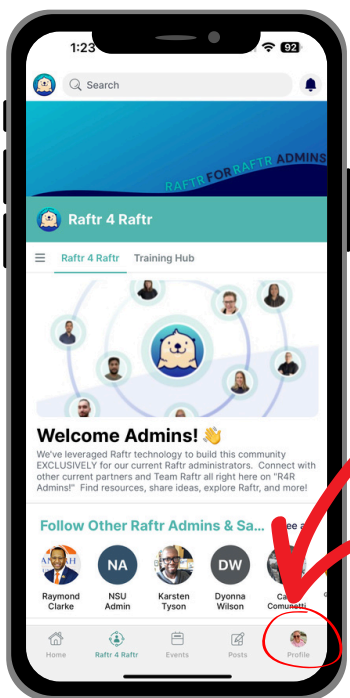 1:23
92
Search
RAFTR FOR RAFTR ADMINS
Raftr 4 Raftr
Raftr 4 Raftr Training Hub
Welcome Admins! 👋
We've leveraged Raftr technology to build this community
EXCLUSIVELY for our current Raftr administrators. Connect with
other current partners and Team Raftr all right here on "R4R
Admins!" Find resources, share ideas, explore Raftr, and more!
Follow Other Raftr Admins & Sa...
NA DW
Raymond NSU Karsten Dyonna
Clarke Admin Tyson Wilson
Home Raftr 4 Raftr Events Posts Profile